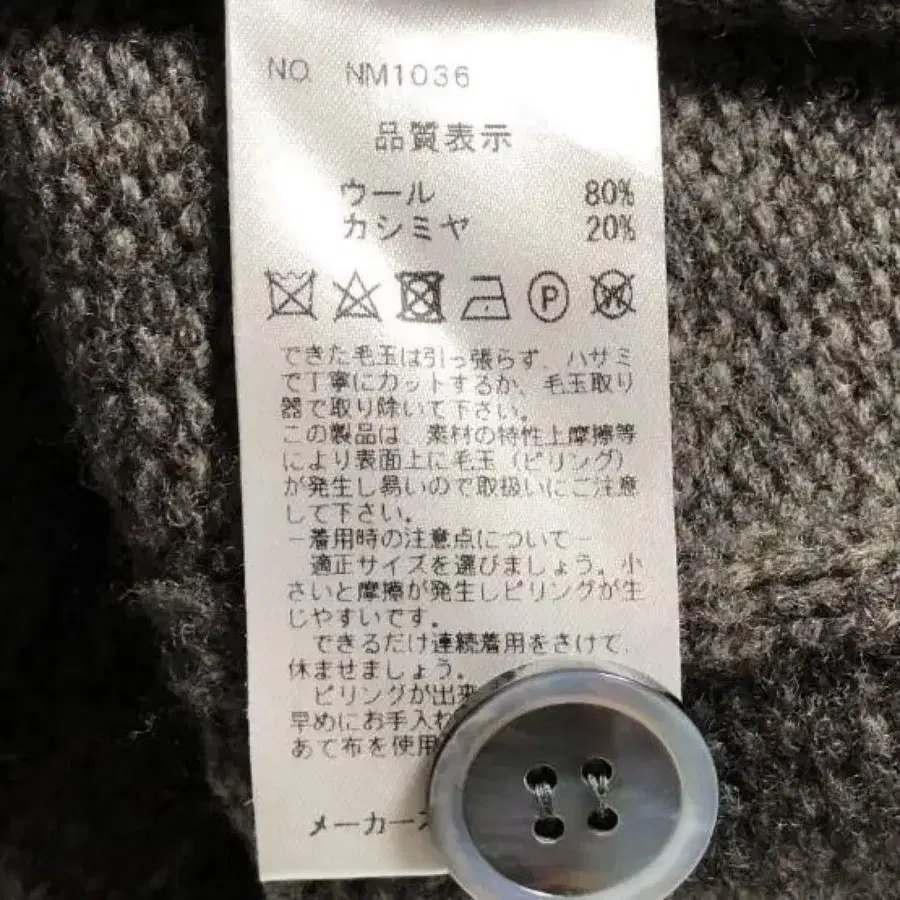 NO. NM1036
品質表示
ウール 80%
カシミヤ 20%
P
W
できた毛玉は引っ張らず、ハサミ
で丁寧にカットするか、毛玉取り
器で取り除いて下さい。
この製品は、素材の特性上摩擦等
により表面上に毛玉（ピリング）
が発生し易いので取扱いにご注意
して下さい。
－着用時の注意点について－
適正サイズを選びましょう。小
さいと摩擦が発生しピリングが生
じやすいです。
できるだけ連続着用をさけて、
休ませましょう。
ピリングが出来
早めにお手入れ
あて布を使用
メーカー